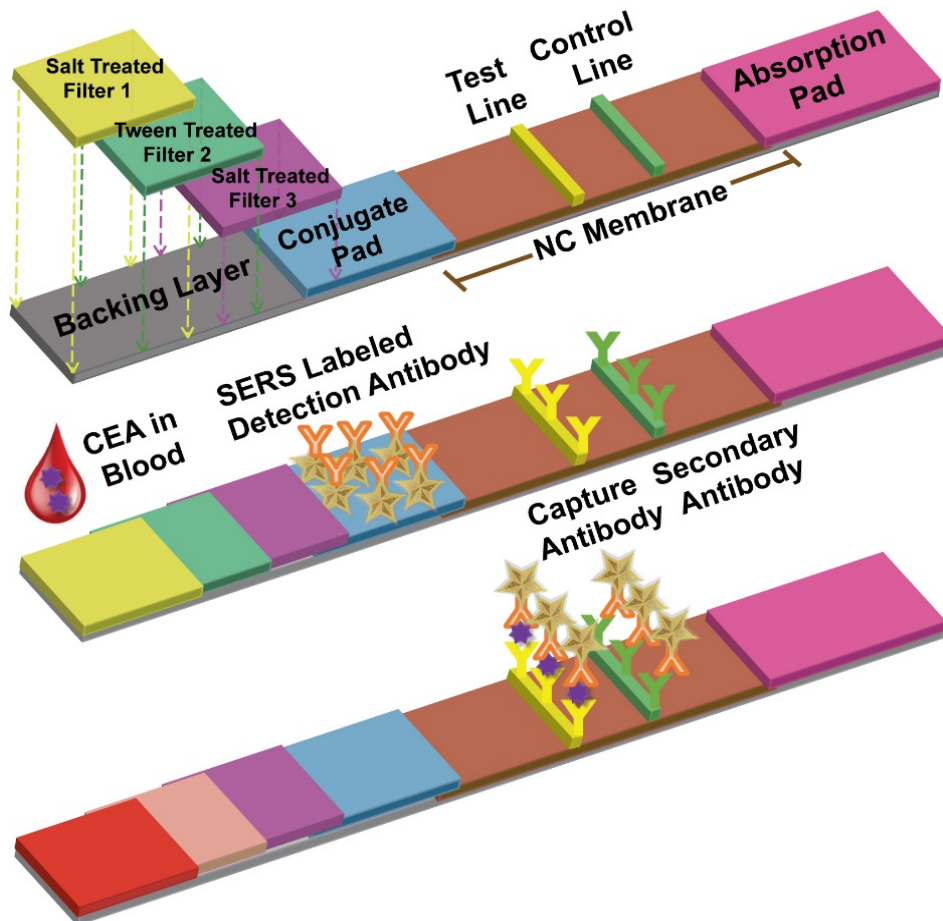 Salt Treated
Filter 1
Tween Treated
Filter 2
Salt Treated
Filter 3
Backing Layer
Conjugate
Pad
Test
Line
Control
Line
Absorption
Pad
NC Membrane
CEA in
Blood
SERS Labeled
Detection Antibody
Capture
Antibody
Secondary
Antibody